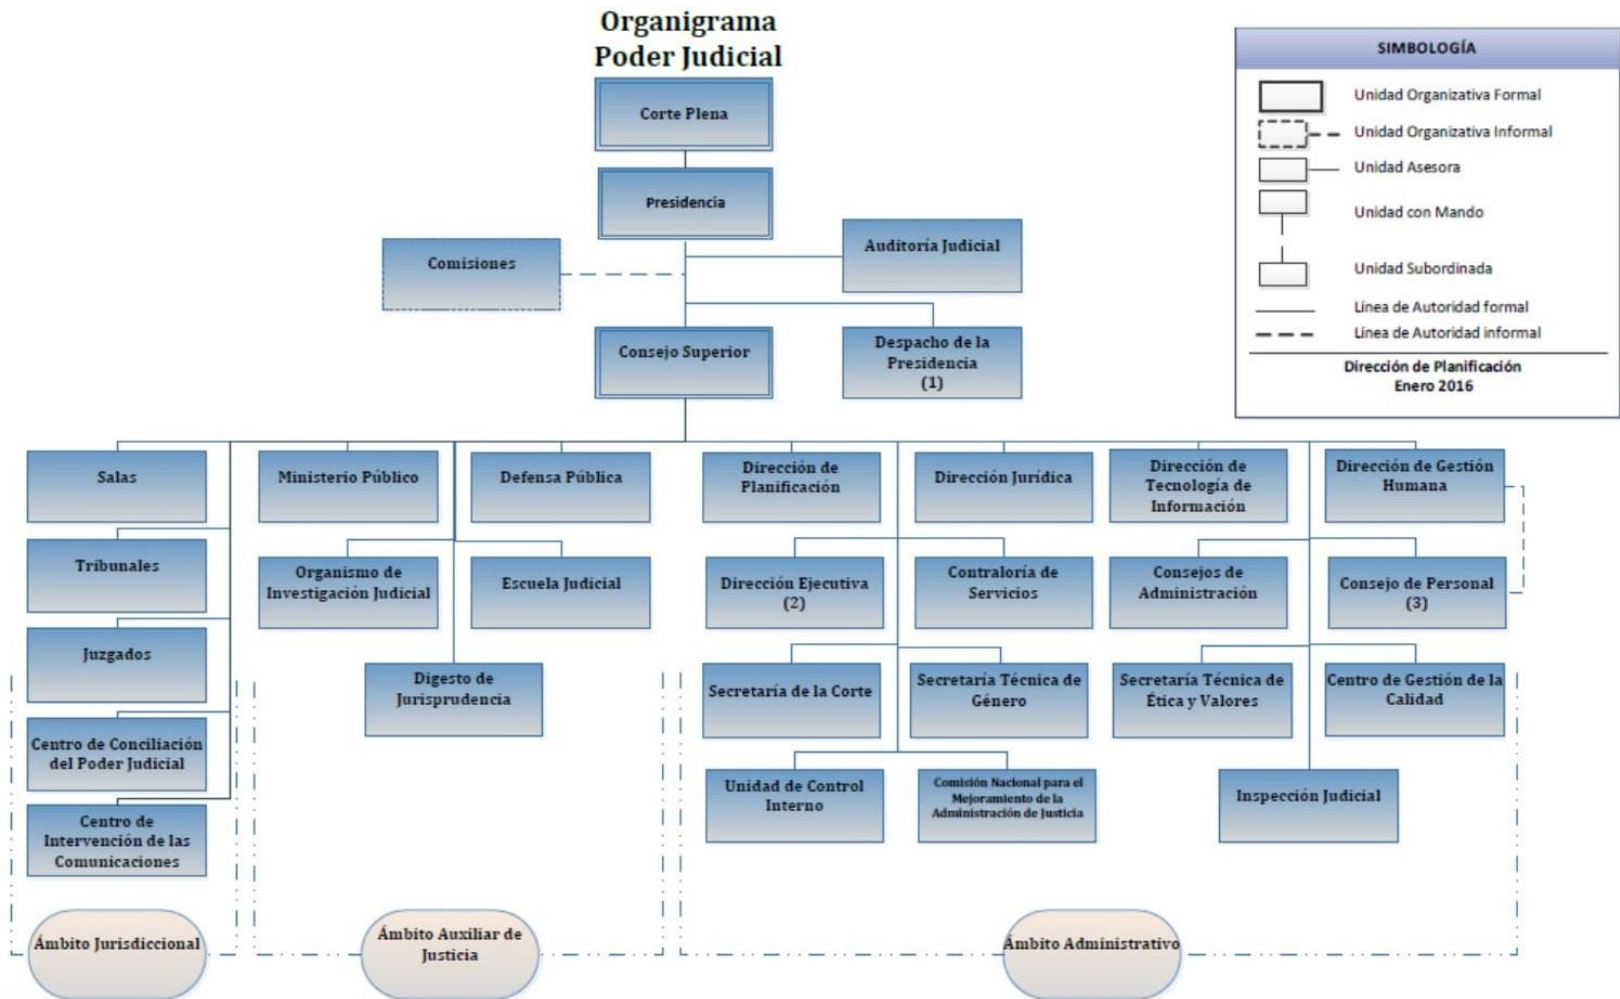 Organigrama
Poder Judicial
Corte Plena
Presidencia
Auditoría Judicial
Comisiones
Consejo Superior
Despacho de la
Presidencia
(1)
SIMBOLOGÍA
Unidad Organizativa Formal
Unidad Organizativa Informal
Unidad Asesora
Unidad con Mando
Unidad Subordinada
Línea de Autoridad formal
Línea de Autoridad informal
Dirección de Planificación
Enero 2016
Salas
Tribunales
Juzgados
Centro de Conciliación
del Poder Judicial
Centro de
Intervención de las
Comunicaciones
Ámbito Jurisdiccional
Ministerio Público
Defensa Pública
Organismo de
Investigación Judicial
Escuela Judicial
Digesto de
Jurisprudencia
Ámbito Auxiliar de
Justicia
Dirección de
Planificación
Dirección Jurídica
Dirección de
Tecnología de
Información
Dirección de Gestión
Humana
Dirección Ejecutiva
(2)
Contraloría de
Servicios
Consejos de
Administración
Consejo de Personal
(3)
Secretaría de la Corte
Secretaría Técnica de
Género
Secretaría Técnica de
Ética y Valores
Centro de Gestión de la
Calidad
Unidad de Control
Interno
Comisión Nacional para el
Mejoramiento de la
Administración de Justicia
Inspección Judicial
Ámbito Administrativo